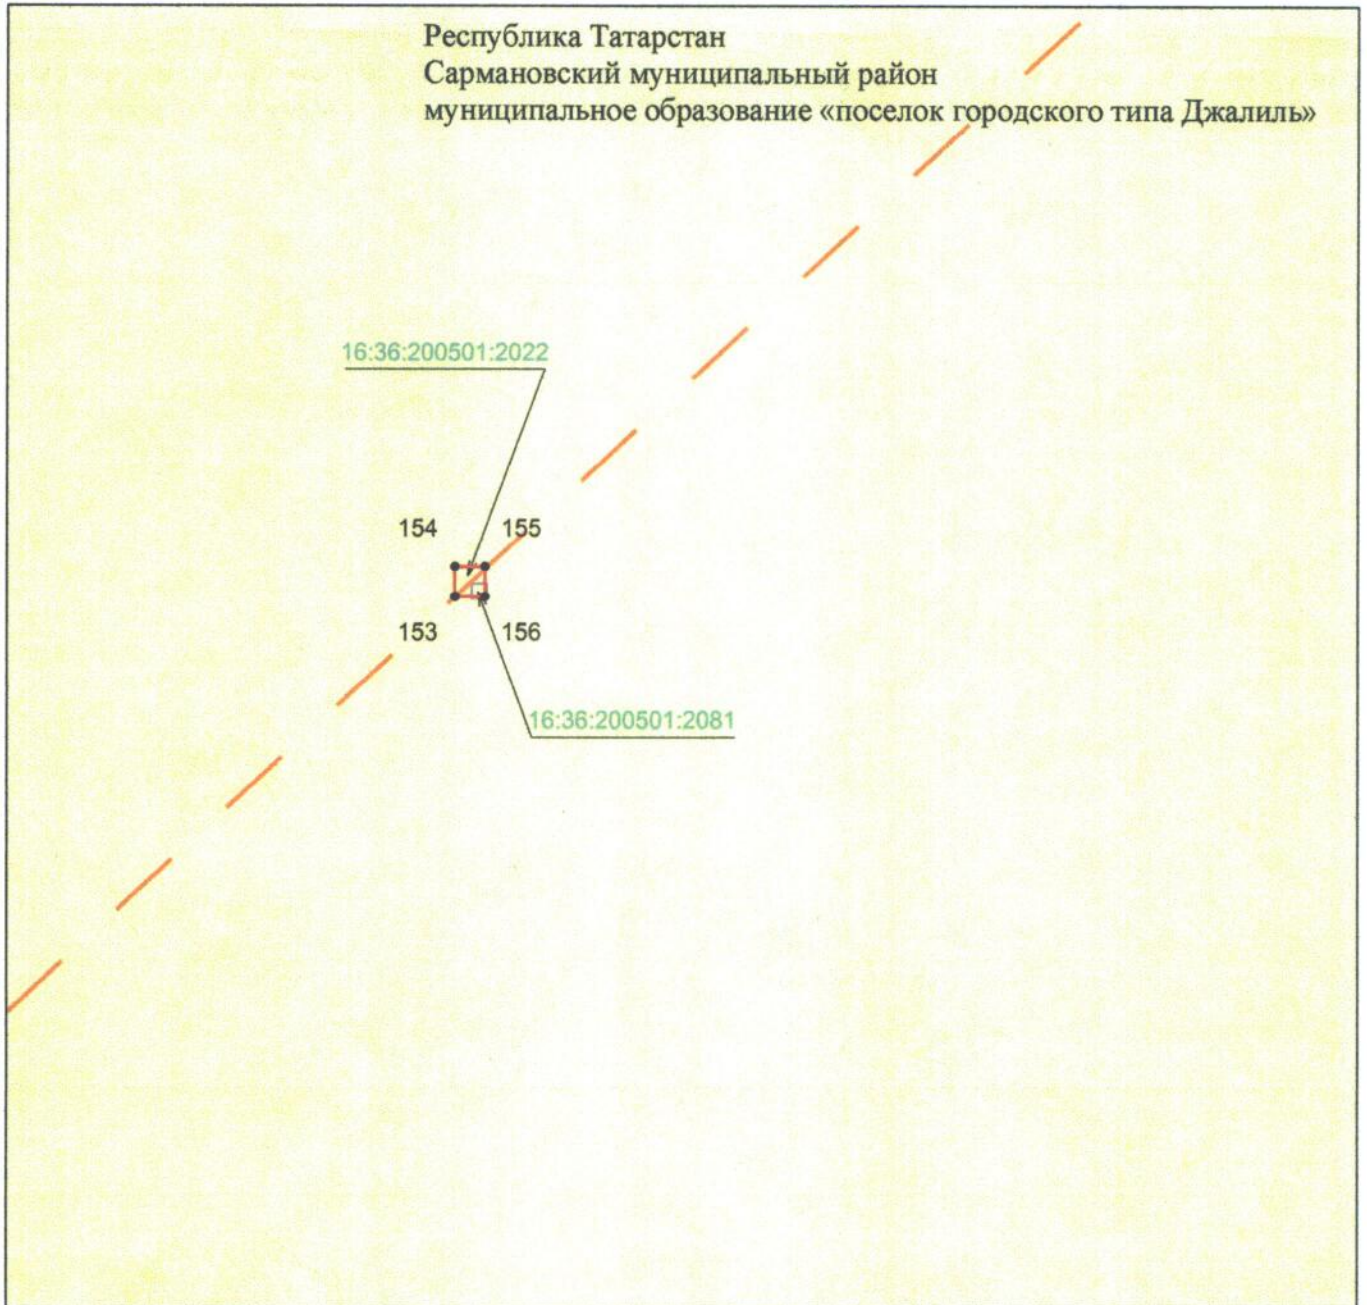 Республика Татарстан
Сармановский муниципальный район
муниципальное образование «поселок городского типа Джалиль»
16:36:200501:2022
154 155
153 156
16:36:200501:2081